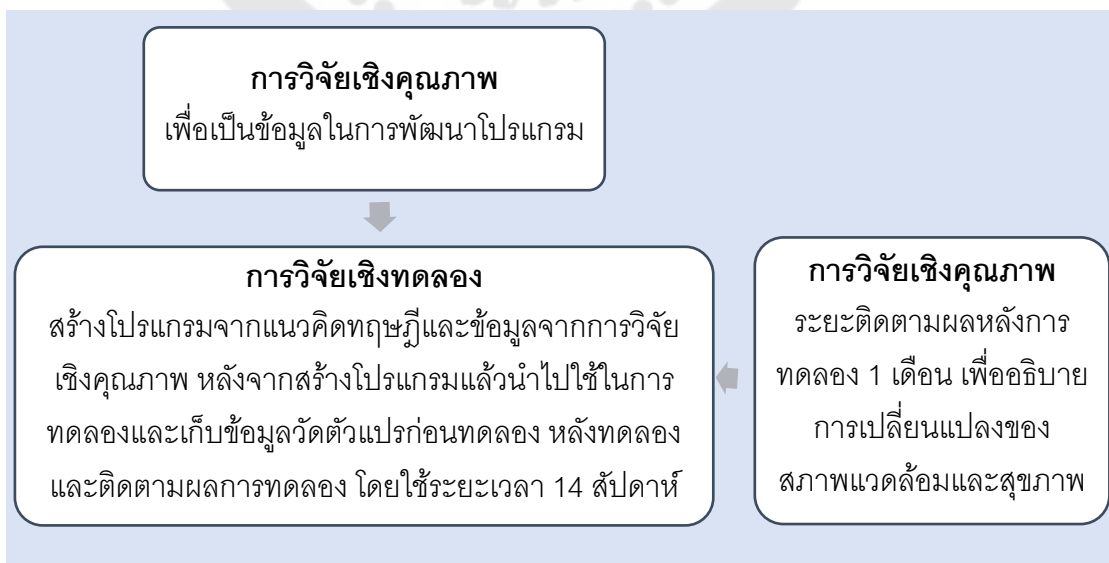 การวิจัยเชิงคุณภาพ
เพื่อเป็นข้อมูลในการพัฒนาโปรแกรม
การวิจัยเชิงทดลอง
สร้างโปรแกรมจากแนวคิดทฤษฎีและข้อมูลจากการวิจัย
เชิงคุณภาพ หลังจากสร้างโปรแกรมแล้วนำไปใช้ในการ
ทดลองและเก็บข้อมูลวัดตัวแปรก่อนทดลอง หลังทดลอง
และติดตามผลการทดลอง โดยใช้ระยะเวลา 14 สัปดาห์
การวิจัยเชิงคุณภาพ
ระยะติดตามผลหลังการ
ทดลอง 1 เดือน เพื่ออธิบาย
การเปลี่ยนแปลงของ
สภาพแวดล้อมและสุขภาพ